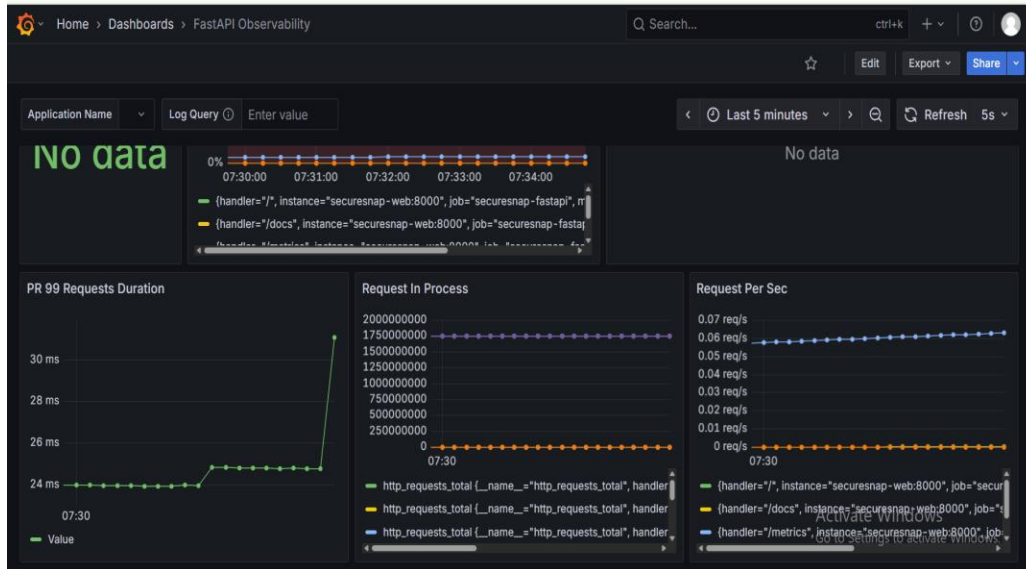 Home › Dashboards › FastAPI Observability
Search...
ctrl+k
Edit
Export
Share
Application Name
Log Query
Enter value
Last 5 minutes
Refresh 5s
No data
0%
07:30:00 07:31:00 07:32:00 07:33:00 07:34:00
{handler="/", instance="securesnap-web:8000", job="securesnap-fastapi", m
{handler="/docs", instance="securesnap-web:8000", job="securesnap-fastap
No data
PR 99 Requests Duration
30 ms
28 ms
26 ms
24 ms
07:30
Value
Request In Process
2000000000
1750000000
1500000000
1250000000
1000000000
750000000
500000000
250000000
0
07:30
http_requests_total {__name__="http_requests_total", handler
http_requests_total {__name__="http_requests_total", handler
http_requests_total {__name__="http_requests_total", handler
Request Per Sec
0.07 req/s
0.06 req/s
0.05 req/s
0.04 req/s
0.03 req/s
0.02 req/s
0.01 req/s
0 req/s
07:30
{handler="/", instance="securesnap-web:8000", job="secur
{handler="/docs", instance="securesnap-web:8000", job="s
{handler="/metrics", instance="securesnap-web:8000", job=
Activate Windows
Go to Settings to activate Windows.